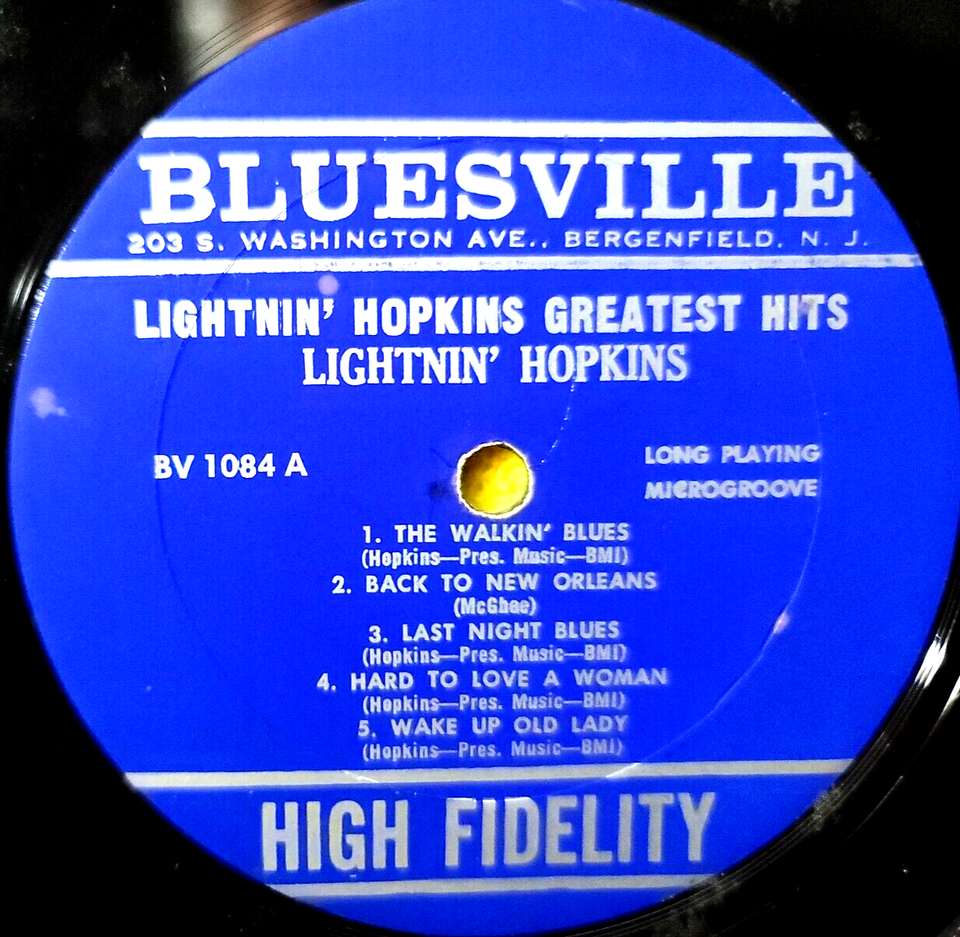 BLUESVILLE
203 S. WASHINGTON AVE., BERGENFIELD, N. J.
LIGHTNIN' HOPKINS GREATEST HITS
LIGHTNIN' HOPKINS
BV 1084 A
LONG PLAYING
MICROGROOVE
1. THE WALKIN' BLUES
(Hopkins—Pres. Music—BMI)
2. BACK TO NEW ORLEANS
(McGhee)
3. LAST NIGHT BLUES
(Hopkins—Pres. Music—BMI)
4. HARD TO LOVE A WOMAN
(Hopkins—Pres. Music—BMI)
5. WAKE UP OLD LADY
(Hopkins—Pres. Music—BMI)
HIGH FIDELITY